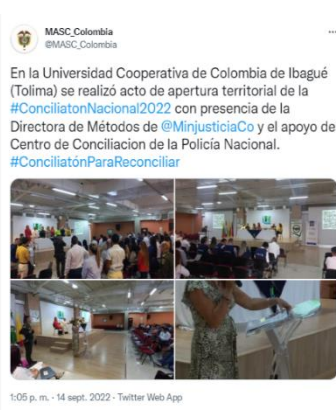 MASC_Colombia
@MASC_Colombia
En la Universidad Cooperativa de Colombia de Ibagué
(Tolima) se realizó acto de apertura territorial de la
#ConciliatonNacional2022 con presencia de la
Directora de Métodos de @MinjusticiaCo y el apoyo de
Centro de Conciliacion de la Policía Nacional.
#ConciliatónParaReconciliar
1:05 p. m. · 14 sept. 2022 · Twitter Web App